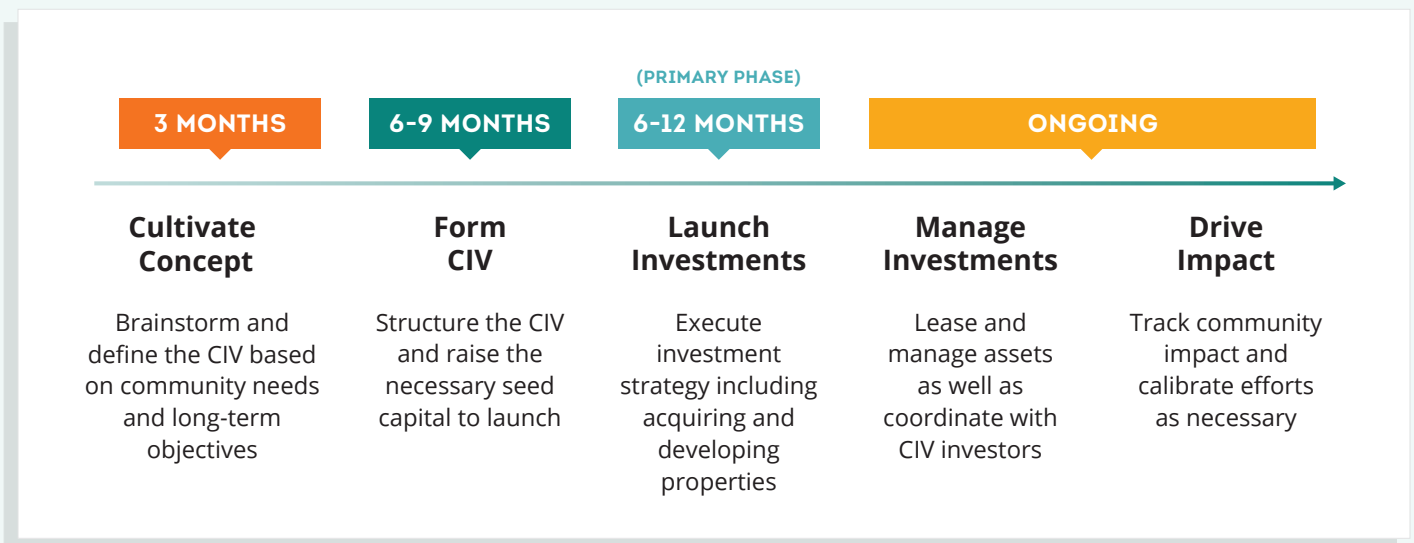 (PRIMARY PHASE)
3 MONTHS
6-9 MONTHS
6-12 MONTHS
ONGOING
Cultivate
Concept
Brainstorm and
define the CIV based
on community needs
and long-term
objectives
Form
CIV
Structure the CIV
and raise the
necessary seed
capital to launch
Launch
Investments
Execute
investment
strategy including
acquiring and
developing
properties
Manage
Investments
Lease and
manage assets
as well as
coordinate with
CIV investors
Drive
Impact
Track community
impact and
calibrate efforts
as necessary